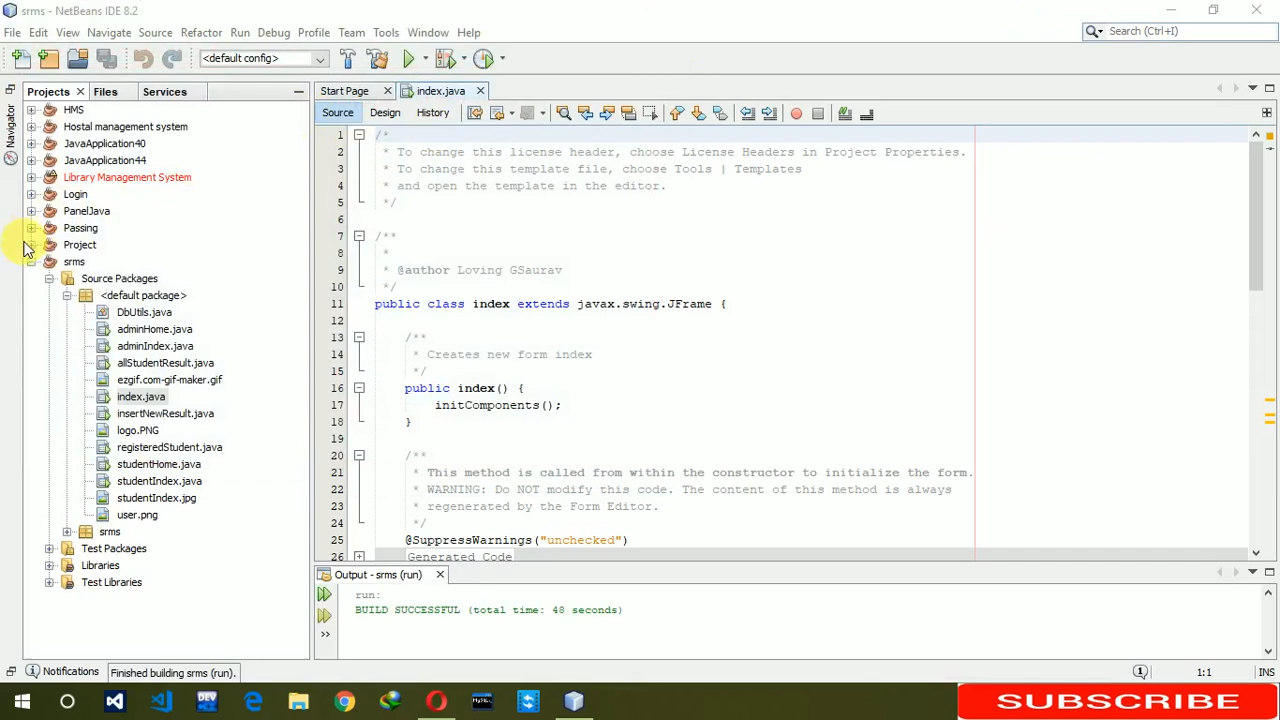 srms - NetBeans IDE 8.2
File Edit View Navigate Source Refactor Run Debug Profile Team Tools Window Help
Search (Ctrl+I)
<default config>
Projects Files Services
Start Page index.java
Navigator
Source Design History
HMS
Hostal management system
JavaApplication40
JavaApplication44
Library Management System
Login
PanelJava
Passing
Project
srms
Source Packages
<default package>
DbUtils.java
adminHome.java
adminIndex.java
allStudentResult.java
ezgif.com-gif-maker.gif
index.java
insertNewResult.java
logo.PNG
registeredStudent.java
studentHome.java
studentIndex.java
studentIndex.jpg
user.png
srms
Test Packages
Libraries
Test Libraries
1 /*
2 * To change this license header, choose License Headers in Project Properties.
3 * To change this template file, choose Tools | Templates
4 * and open the template in the editor.
5 */
6
7 /**
8 *
9 * @author Loving GSaurav
10 */
11 public class index extends javax.swing.JFrame {
12
13 /**
14 * Creates new form index
15 */
16 public index() {
17 initComponents();
18 }
19
20 /**
21 * This method is called from within the constructor to initialize the form.
22 * WARNING: Do NOT modify this code. The content of this method is always
23 * regenerated by the Form Editor.
24 */
25 @SuppressWarnings("unchecked")
26 Generated Code
Output - srms (run)
run:
BUILD SUCCESSFUL (total time: 48 seconds)
Notifications Finished building srms (run). 1:1 INS
DEV
MySQL
SUBSCRIBE